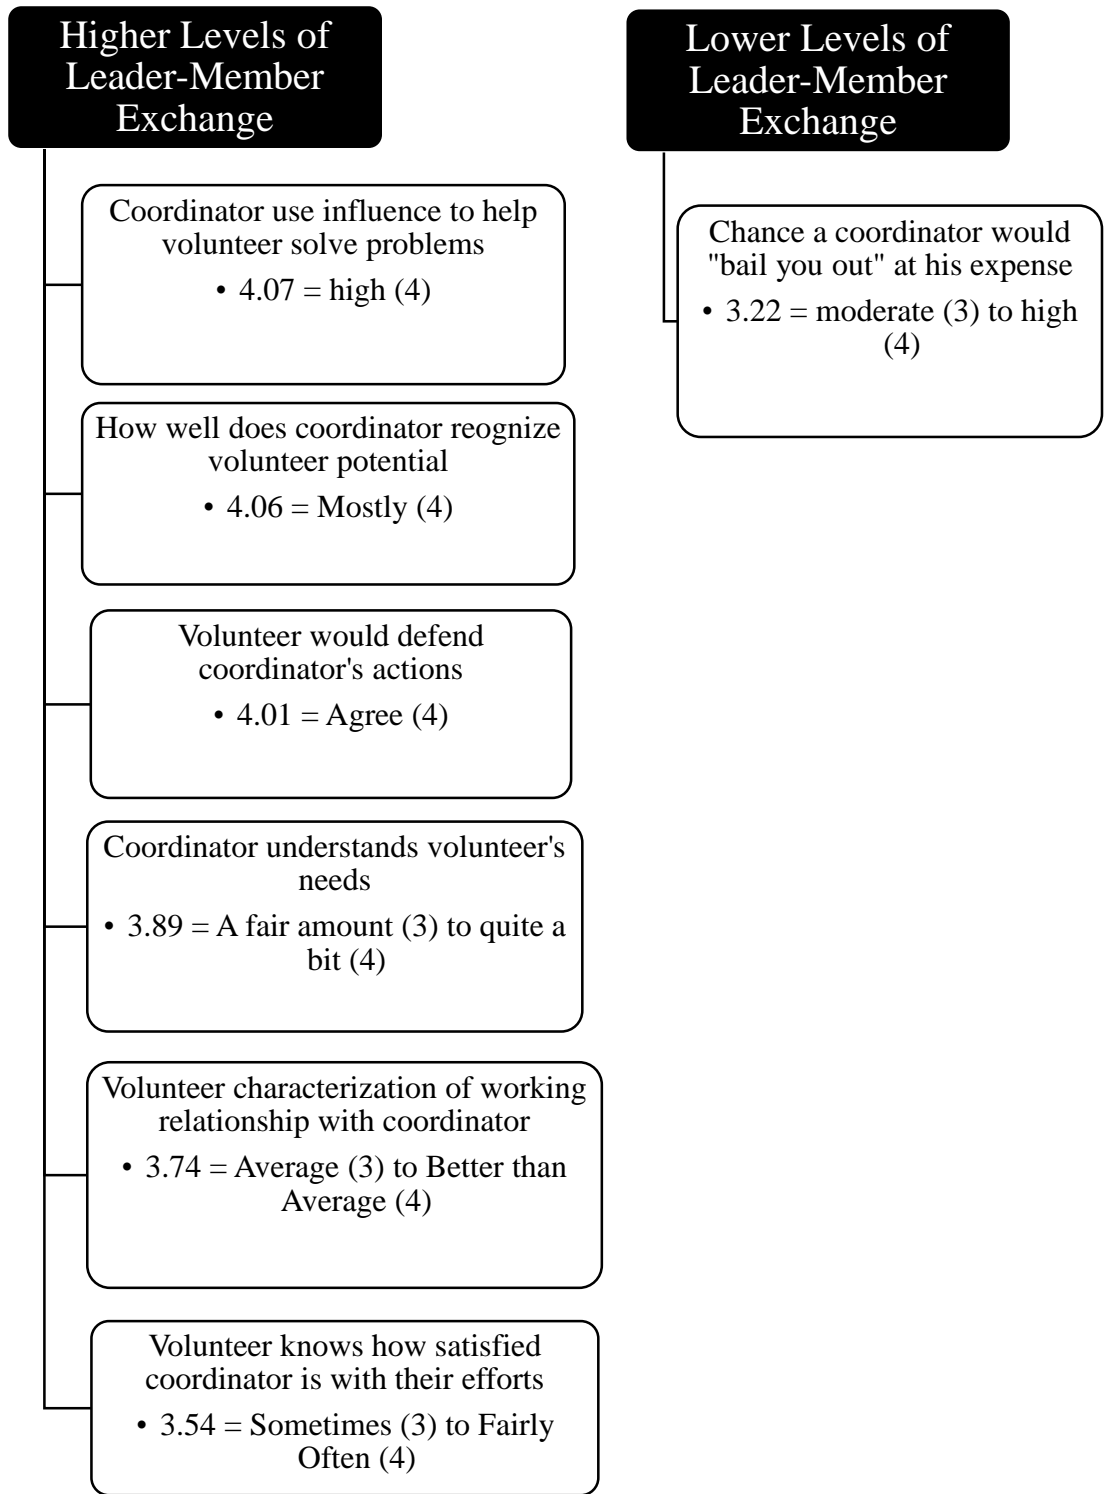 Higher Levels of
Leader-Member
Exchange
Coordinator use influence to help
volunteer solve problems
• 4.07 = high (4)
How well does coordinator reognize
volunteer potential
• 4.06 = Mostly (4)
Volunteer would defend
coordinator's actions
• 4.01 = Agree (4)
Coordinator understands volunteer's
needs
• 3.89 = A fair amount (3) to quite a
bit (4)
Volunteer characterization of working
relationship with coordinator
• 3.74 = Average (3) to Better than
Average (4)
Volunteer knows how satisfied
coordinator is with their efforts
• 3.54 = Sometimes (3) to Fairly
Often (4)
Lower Levels of
Leader-Member
Exchange
Chance a coordinator would
"bail you out" at his expense
• 3.22 = moderate (3) to high
(4)